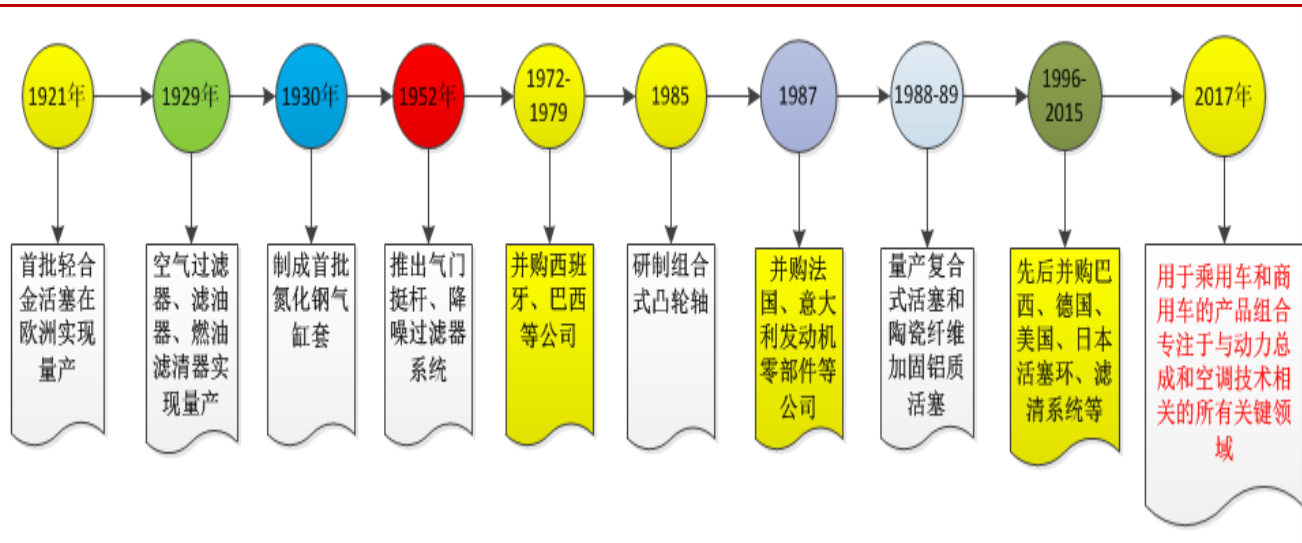 1921年
1929年
1930年
1952年
1972-
1979
1985
1987
1988-89
1996-
2015
2017年
首批轻合
金活塞在
欧洲实现
量产
空气过滤
器、滤油
器、燃油
滤清器实
现量产
制成首批
氮化钢气
缸套
推出气门
挺杆、降
噪过滤器
系统
并购西班
牙、巴西
等公司
研制组合
式凸轮轴
并购法
国、意大
利发动机
零部件等
公司
量产复合
式活塞和
陶瓷纤维
加固铝质
活塞
先后并购巴
西、德国、
美国、日本
活塞环、滤
清系统等
用于乘用车和商
用车的产品组合
专注于与动力总
成和空调技术相
关的所有关键领
域